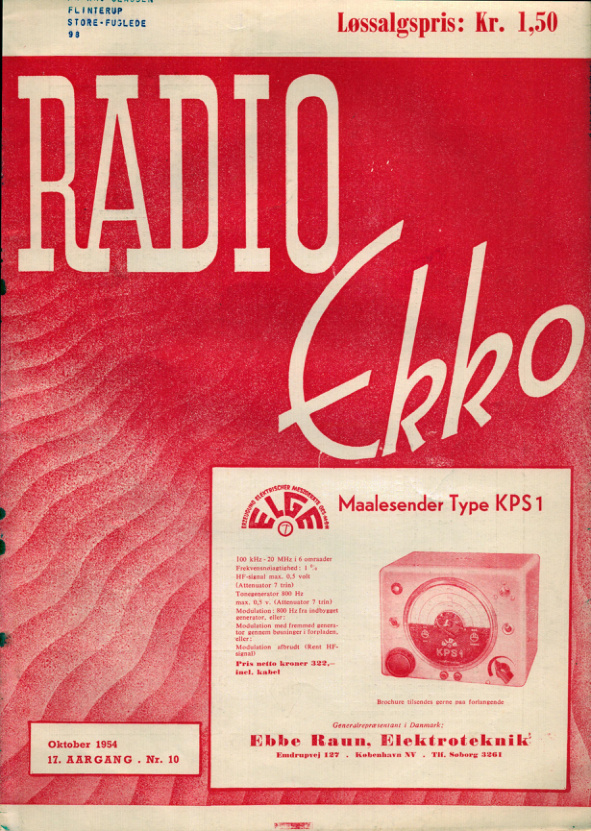 FLINTERUP
STORE-FUGLEDE
98
Løssalgspris: Kr. 1,50
RADIO
Ekko
ELGE
Maalesender Type KPS 1
100 kHz - 20 MHz i 6 omraader
Frekvensnøjagtighed: 1 %
HF-signal max. 0,5 volt
(Attenuator 7 trin)
Tonegenerator 800 Hz
max. 0,5 v. (Attenuator 7 trin)
Modulation: 800 Hz fra indbygget
generator, eller:
Modulation med fremmed genera-
tor gennem bøsninger i forpladen,
eller:
Modulation afbrudt (Rent HF-
signal)
Pris netto kroner 322,-
incl. kabel
KPS1
Brochure tilsendes gerne paa forlangende
Generalrepræsentant i Danmark:
Ebbe Raun, Elektroteknik
Emdrupvej 127 . København NV . Tlf. Søborg 3261
Oktober 1954
17. AARGANG . Nr. 10